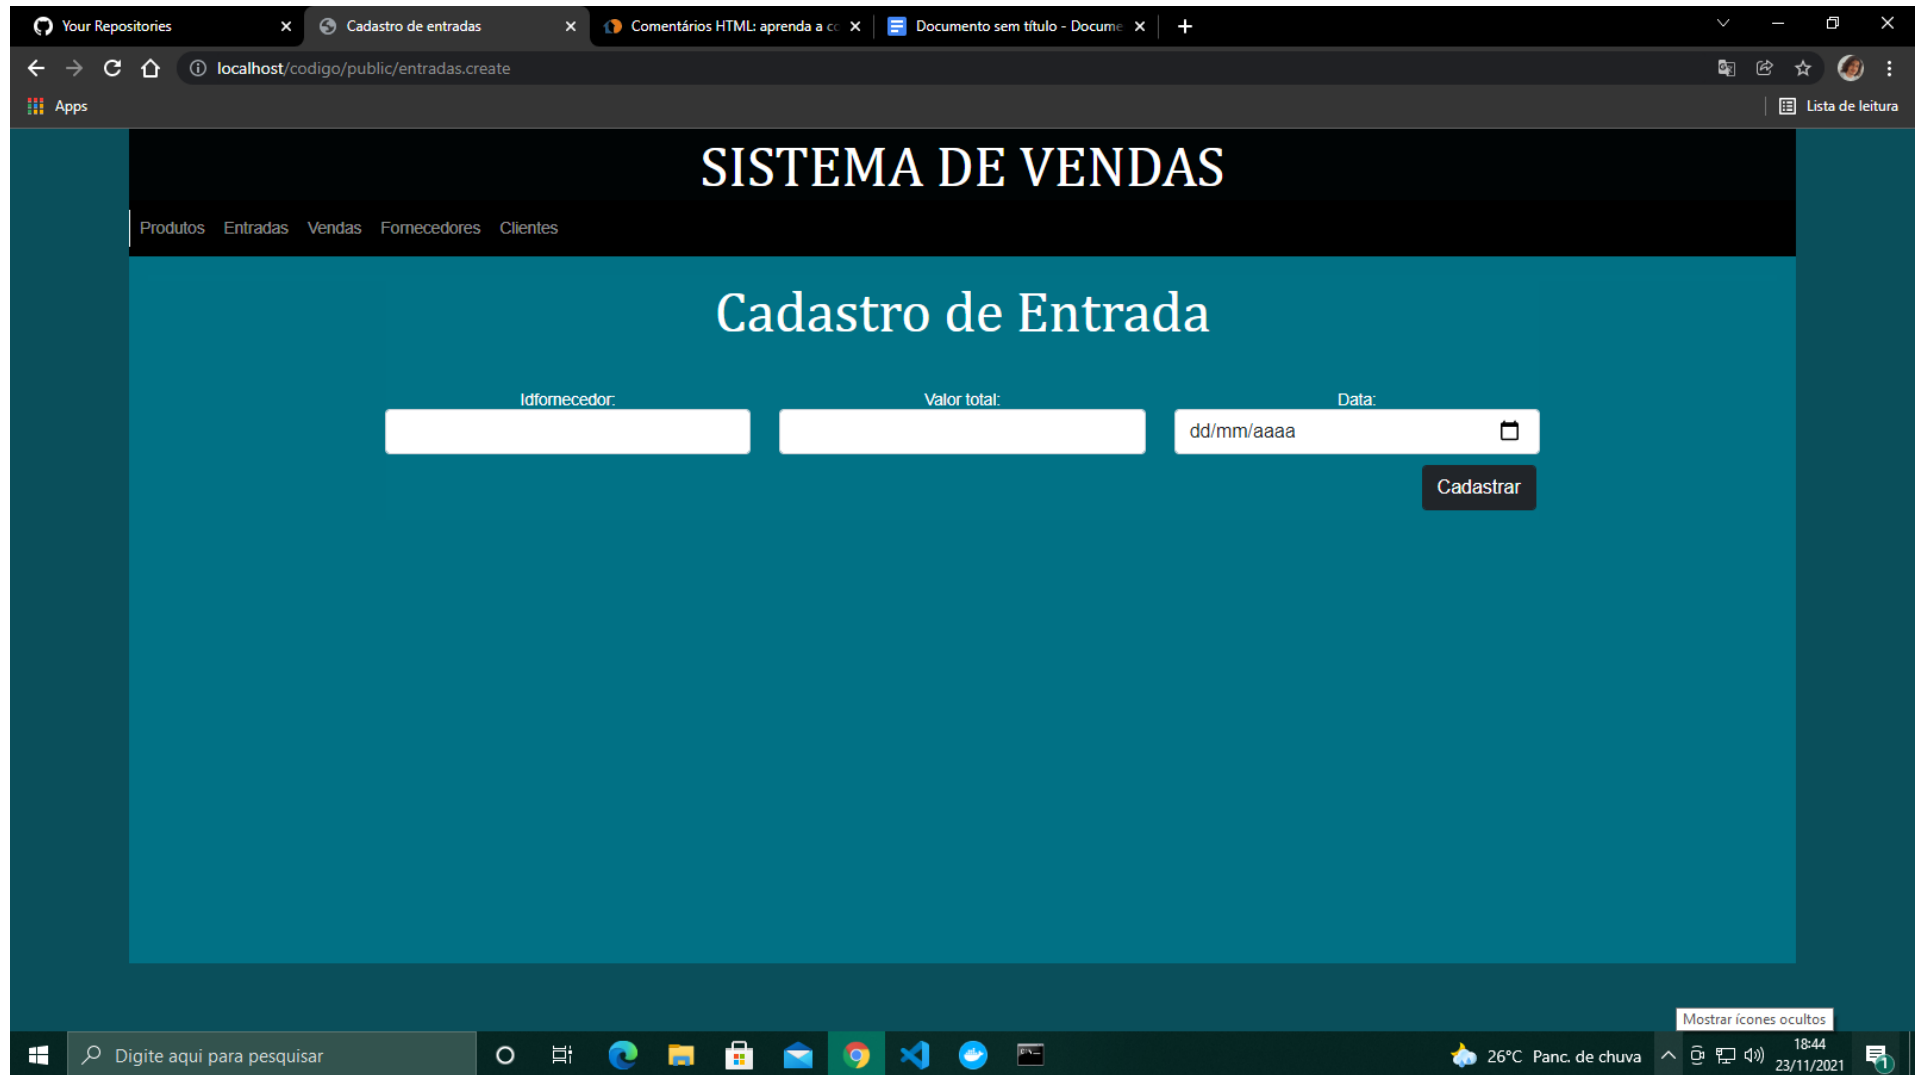 Your Repositories
Cadastro de entradas
Comentários HTML: aprenda a co
Documento sem título - Docume
localhost/codigo/public/entradas.create
Apps
Lista de leitura
SISTEMA DE VENDAS
Produtos Entradas Vendas Fornecedores Clientes
Cadastro de Entrada
Idfornecedor: Valor total: Data:
dd/mm/aaaa
Cadastrar
Mostrar ícones ocultos
Digite aqui para pesquisar
26°C Panc. de chuva
18:44
23/11/2021
1